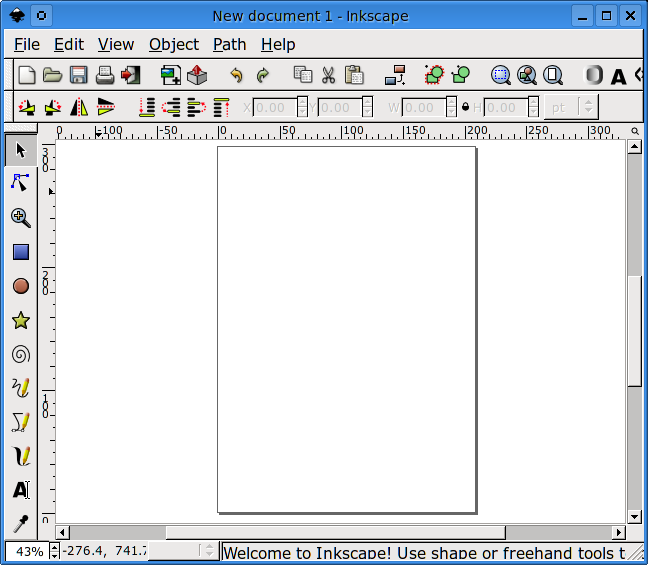 New document 1 - Inkscape
File Edit View Object Path Help
X 0.00 Y 0.00 W 0.00 H 0.00 pt
0 -100 -50 0 50 100 150 200 250 300
300
200
100
0
43% -276.4, 741.7 Welcome to Inkscape! Use shape or freehand tools t